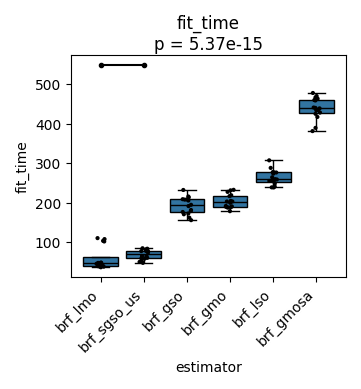 fit_time
p = 5.37e-15
500
400
300
200
100
fit_time
brf_lmo
brf_sgso_us
brf_gso
brf_gmo
brf_lso
brf_gmosa
estimator